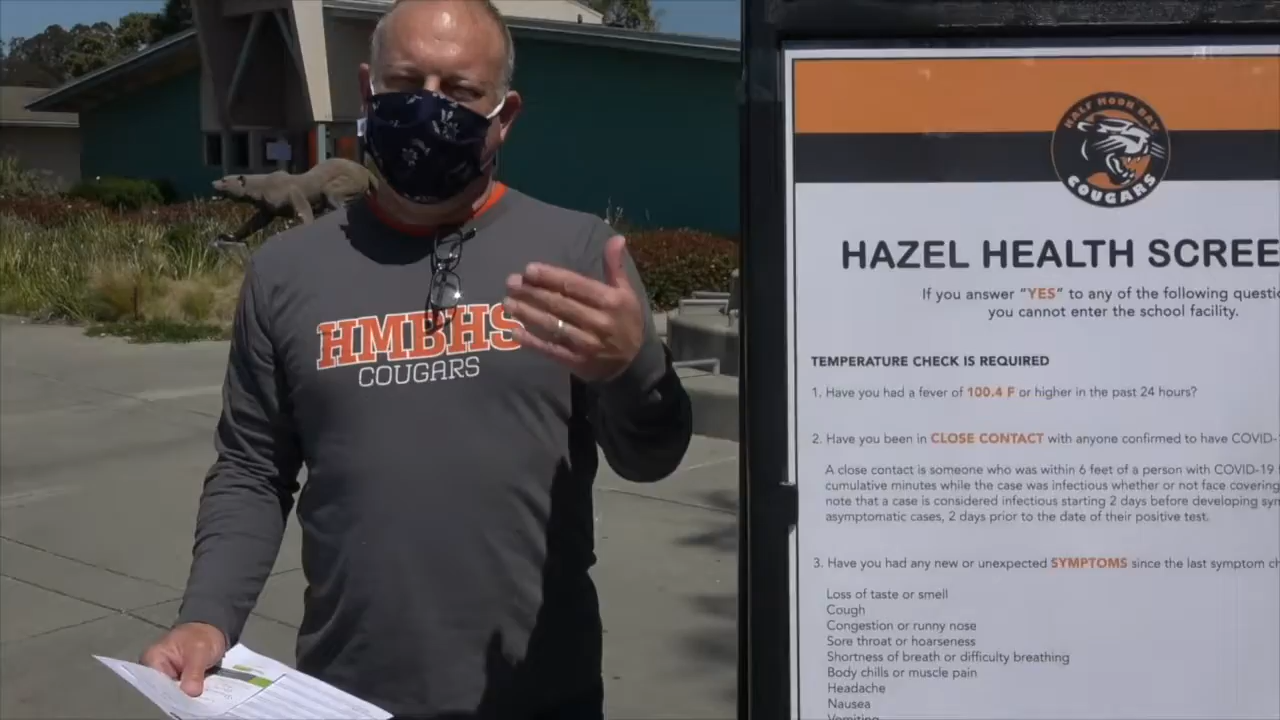 HMBHS
COUGARS
HALF MOON BAY
COUGARS
HAZEL HEALTH SCREE
If you answer "YES" to any of the following questi
you cannot enter the school facility.
TEMPERATURE CHECK IS REQUIRED
1. Have you had a fever of 100.4 F or higher in the past 24 hours?
2. Have you been in CLOSE CONTACT with anyone confirmed to have COVID-
A close contact is someone who was within 6 feet of a person with COVID-19
cumulative minutes while the case was infectious whether or not face covering
note that a case is considered infectious starting 2 days before developing sy
asymptomatic cases, 2 days prior to the date of their positive test.
3. Have you had any new or unexpected SYMPTOMS since the last symptom ch
Loss of taste or smell
Cough
Congestion or runny nose
Sore throat or hoarseness
Shortness of breath or difficulty breathing
Body chills or muscle pain
Headache
Nausea
Vomiting